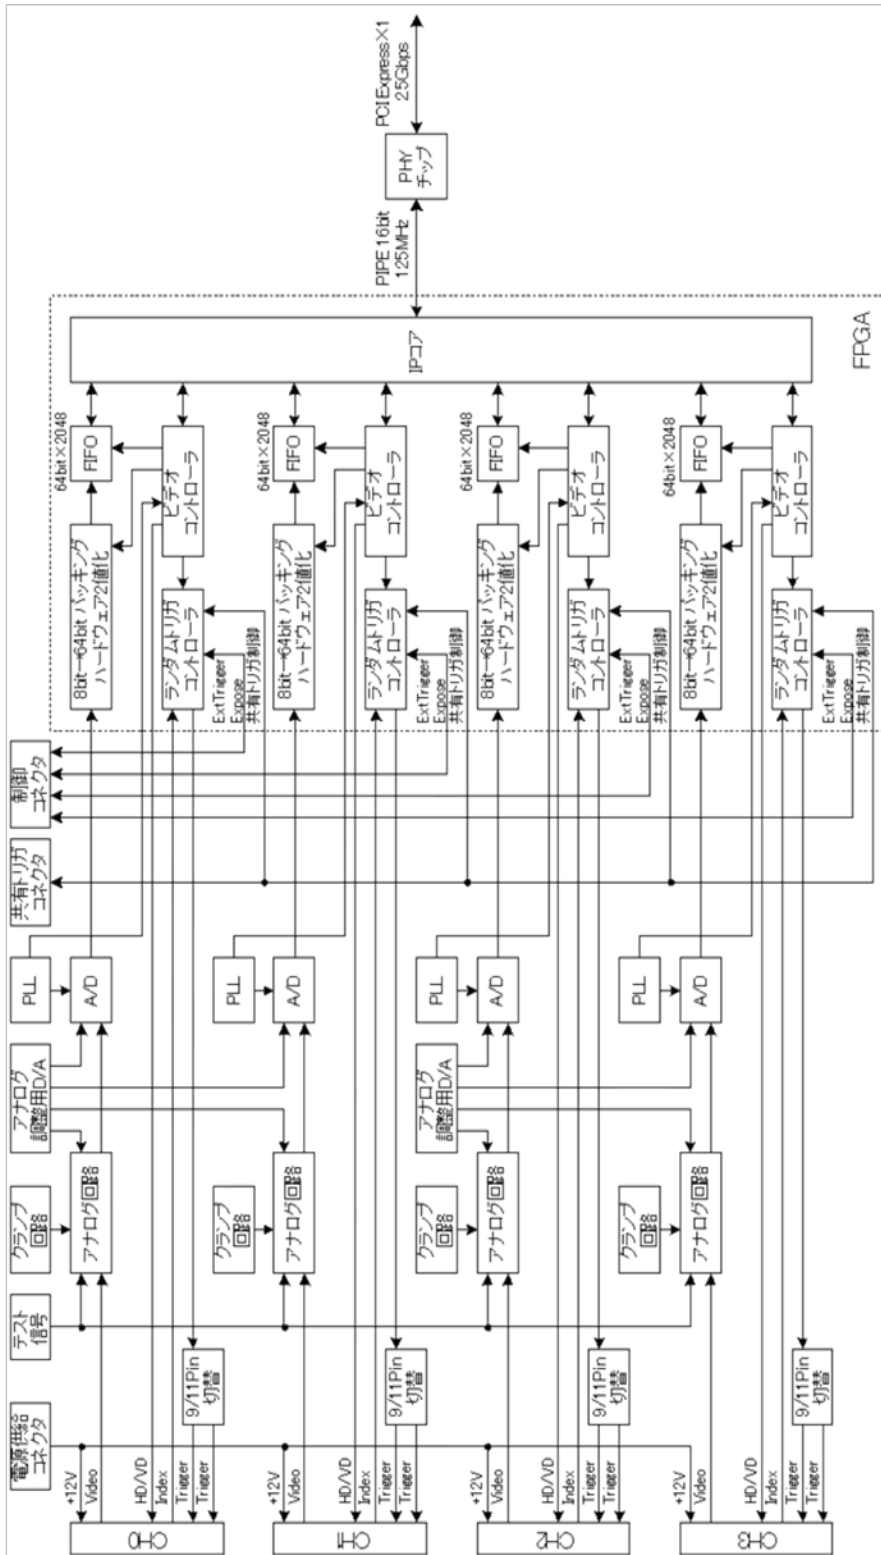 電源供給
コネクタ
テスト
信号
クランプ
回路
アナログ
調整用D/A
PLL
共有トリガ
コネクタ
制御
コネクタ
CH0
+12V
Video
HD/VD
Index
Trigger
Trigger
9/11Pin
切替
アナログ回路
A/D
8bit→64bit パッキング
ハードウェア2値化
64bit×2048
FIFO
ランダムトリガ
コントローラ
ビデオ
コントローラ
ExtTrigger
Expose
共有トリガ制御
CH1
+12V
Video
HD/VD
Index
Trigger
Trigger
9/11Pin
切替
クランプ
回路
アナログ回路
PLL
A/D
8bit→64bit パッキング
ハードウェア2値化
64bit×2048
FIFO
ランダムトリガ
コントローラ
ビデオ
コントローラ
ExtTrigger
Expose
共有トリガ制御
CH2
+12V
Video
HD/VD
Index
Trigger
Trigger
9/11Pin
切替
クランプ
回路
アナログ回路
アナログ
調整用D/A
PLL
A/D
8bit→64bit パッキング
ハードウェア2値化
64bit×2048
FIFO
ランダムトリガ
コントローラ
ビデオ
コントローラ
ExtTrigger
Expose
共有トリガ制御
CH3
+12V
Video
HD/VD
Index
Trigger
Trigger
9/11Pin
切替
クランプ
回路
アナログ回路
PLL
A/D
8bit→64bit パッキング
ハードウェア2値化
64bit×2048
FIFO
ランダムトリガ
コントローラ
ビデオ
コントローラ
ExtTrigger
Expose
共有トリガ制御
IPコア
FPGA
PIPE 16bit
125MHz
PHY
チップ
PCIExpress×1
2.5Gbps